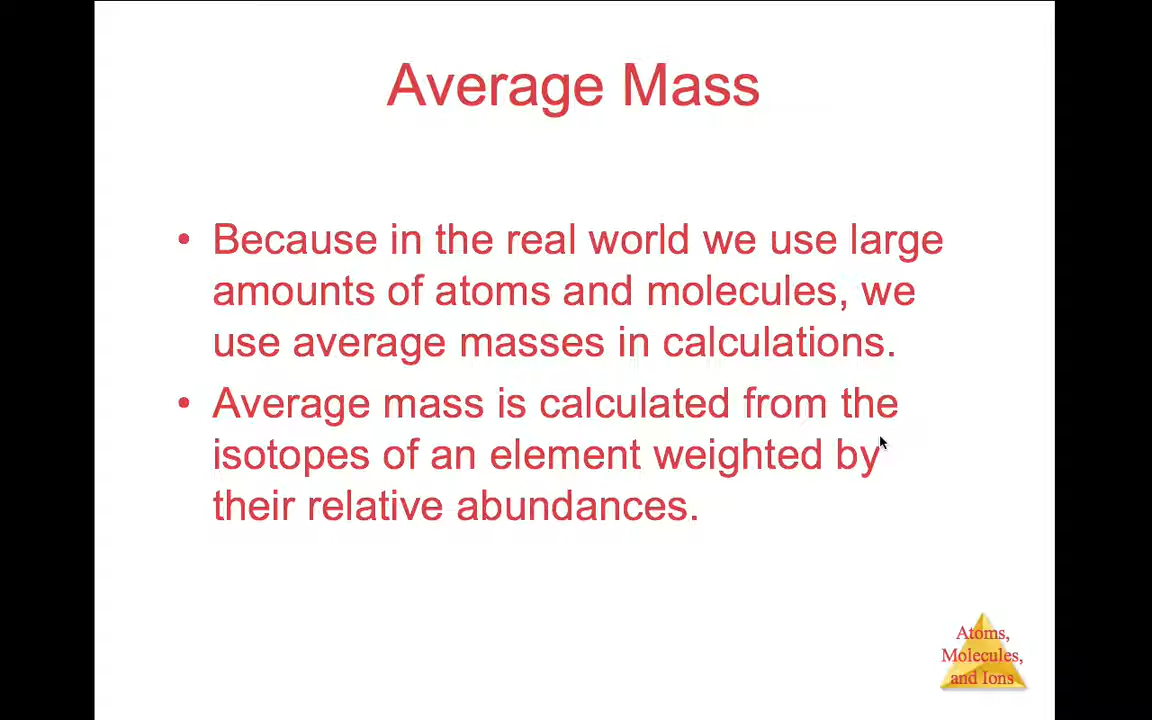 Average Mass
• Because in the real world we use large
amounts of atoms and molecules, we
use average masses in calculations.
• Average mass is calculated from the
isotopes of an element weighted by
their relative abundances.
Atoms,
Molecules,
and Ions